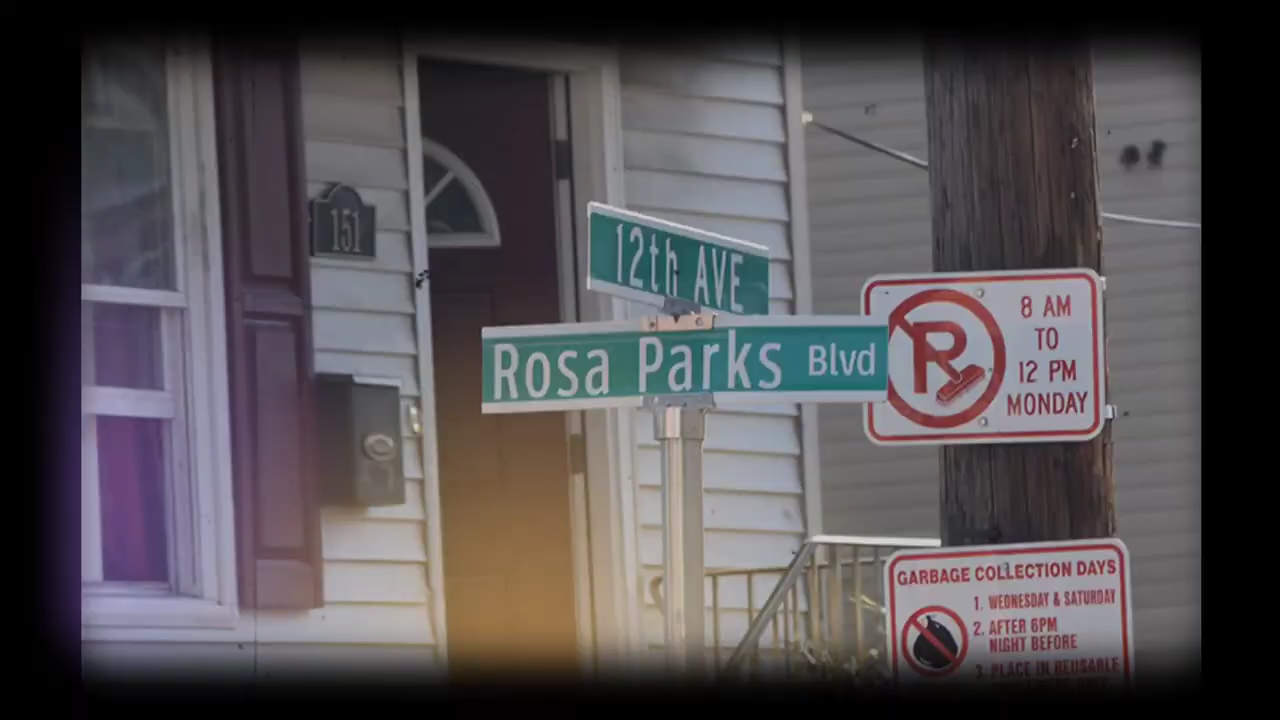 151
12th AVE
Rosa Parks Blvd
8 AM
TO
12 PM
MONDAY
GARBAGE COLLECTION DAYS
1. WEDNESDAY & SATURDAY
2. AFTER 6PM
NIGHT BEFORE
3. PLACE IN REUSABLE